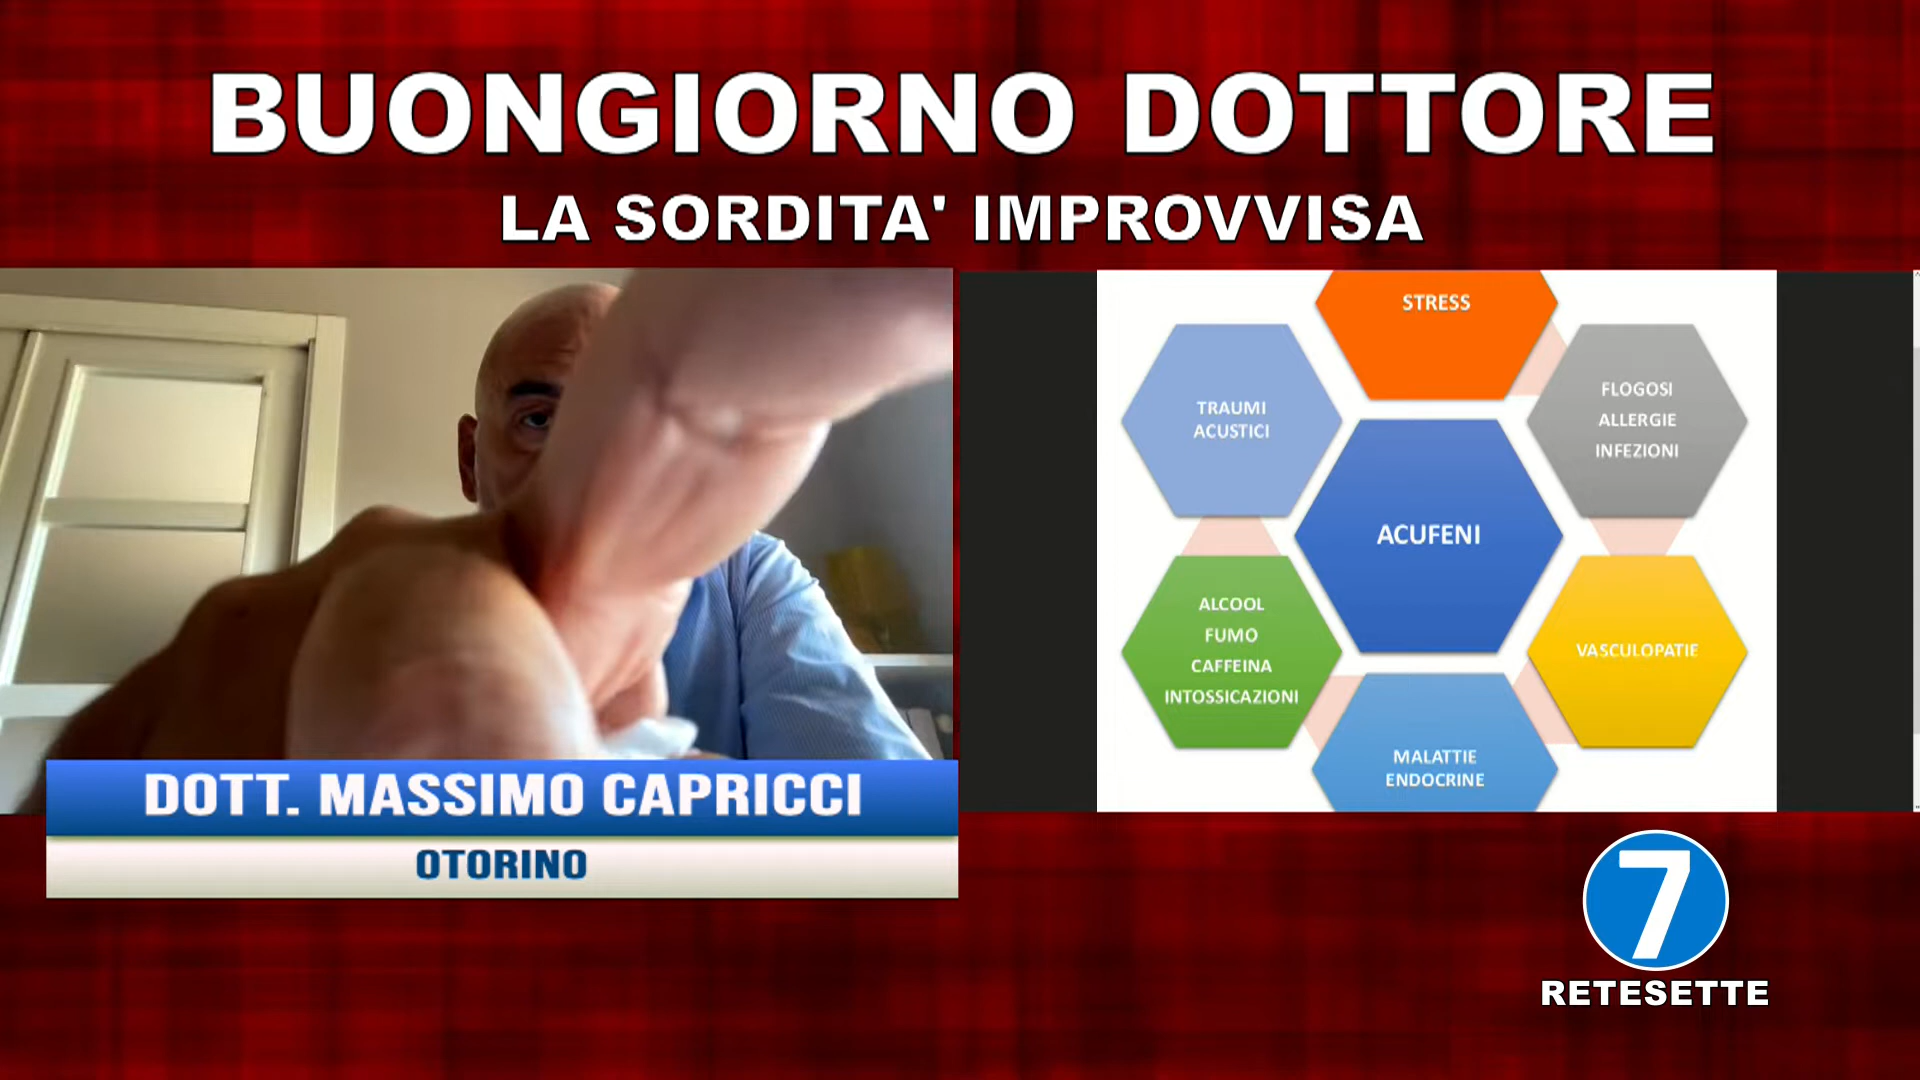 BUONGIORNO DOTTORE
LA SORDITA' IMPROVVISA
STRESS
TRAUMI
ACUSTICI
FLOGOSI
ALLERGIE
INFEZIONI
ACUFENI
ALCOOL
FUMO
CAFFEINA
INTOSSICAZIONI
VASCULOPATIE
MALATTIE
ENDOCRINE
DOTT. MASSIMO CAPRICCI
OTORINO
7
RETESETTE